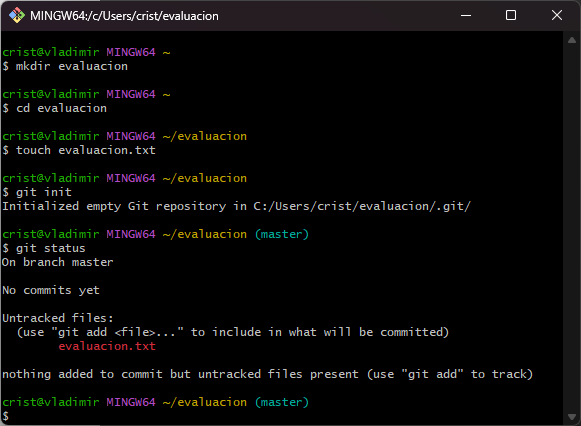 MINGW64:/c/Users/crist/evaluacion
crist@vladimir MINGW64 ~
$ mkdir evaluacion
crist@vladimir MINGW64 ~
$ cd evaluacion
crist@vladimir MINGW64 ~/evaluacion
$ touch evaluacion.txt
crist@vladimir MINGW64 ~/evaluacion
$ git init
Initialized empty Git repository in C:/Users/crist/evaluacion/.git/
crist@vladimir MINGW64 ~/evaluacion (master)
$ git status
On branch master
No commits yet
Untracked files:
  (use "git add <file>..." to include in what will be committed)
        evaluacion.txt
nothing added to commit but untracked files present (use "git add" to track)
crist@vladimir MINGW64 ~/evaluacion (master)
$